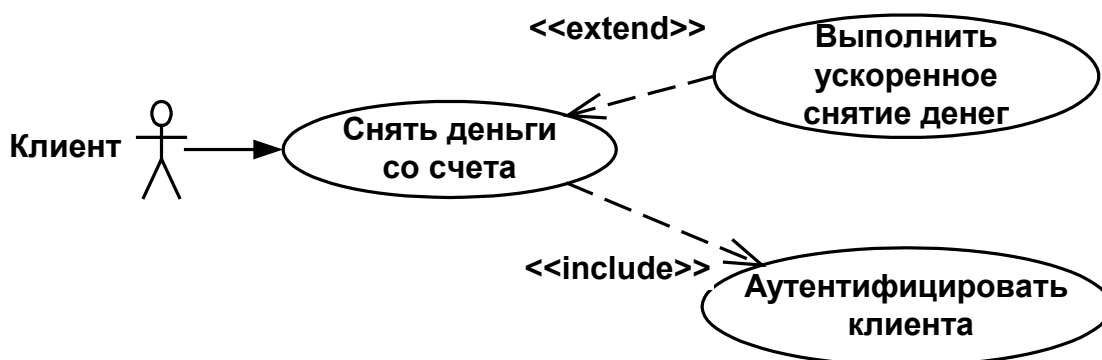 <<extend>>
Выполнить
ускоренное
снятие денег
Клиент
Снять деньги
со счета
<<include>>
Аутентифицировать
клиента